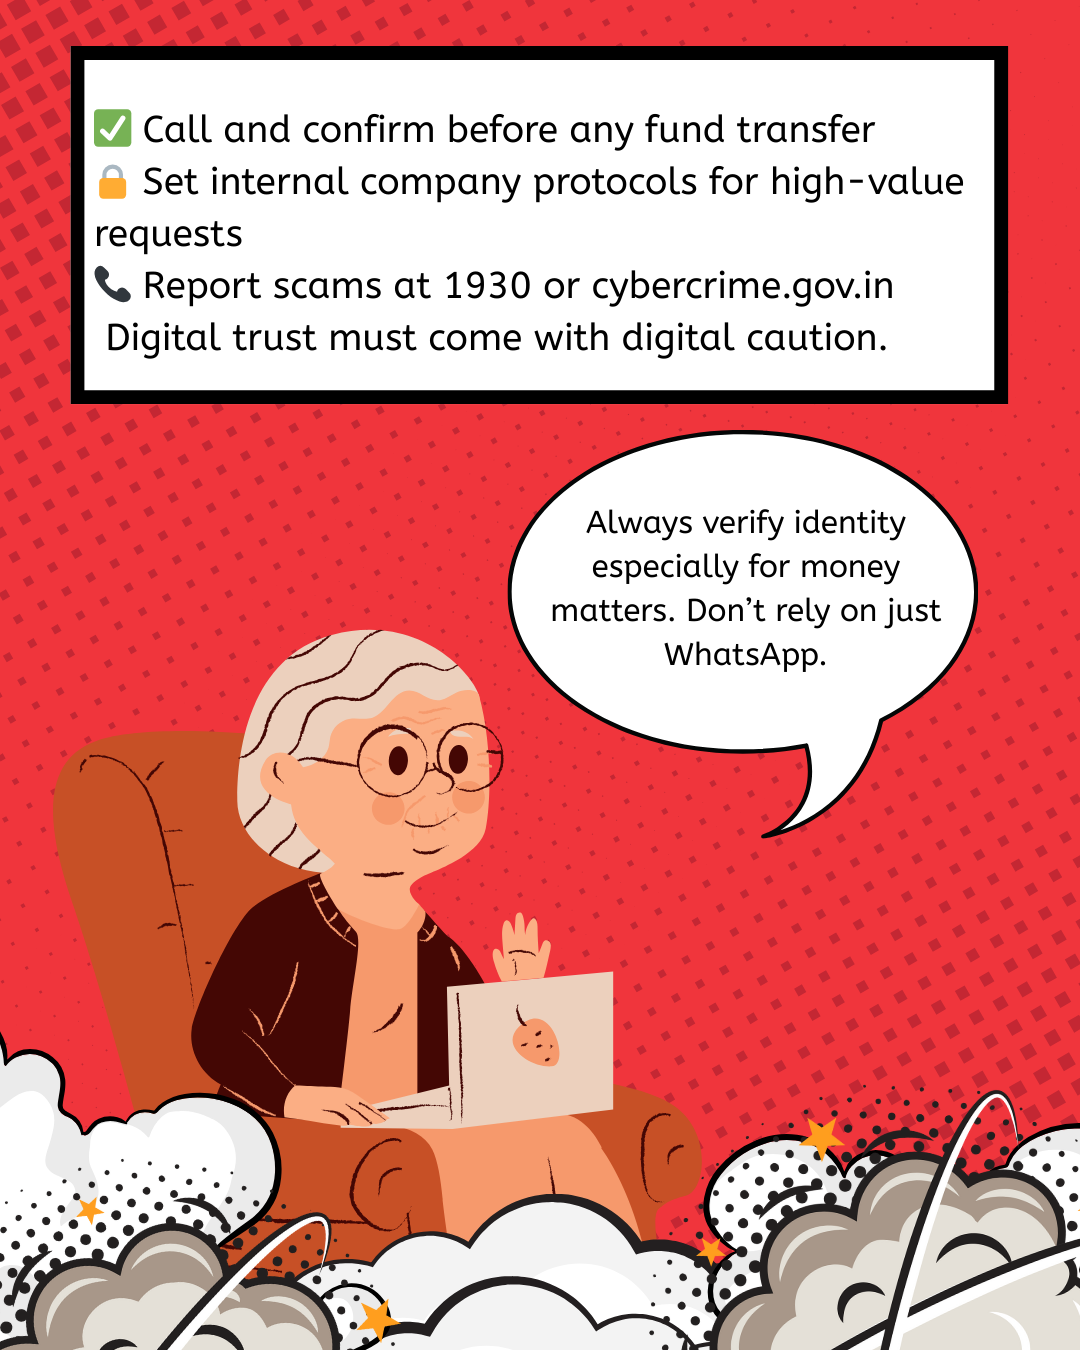 ✅ Call and confirm before any fund transfer
🔒 Set internal company protocols for high-value
requests
📞 Report scams at 1930 or cybercrime.gov.in
Digital trust must come with digital caution.
Always verify identity
especially for money
matters. Don’t rely on just
WhatsApp.